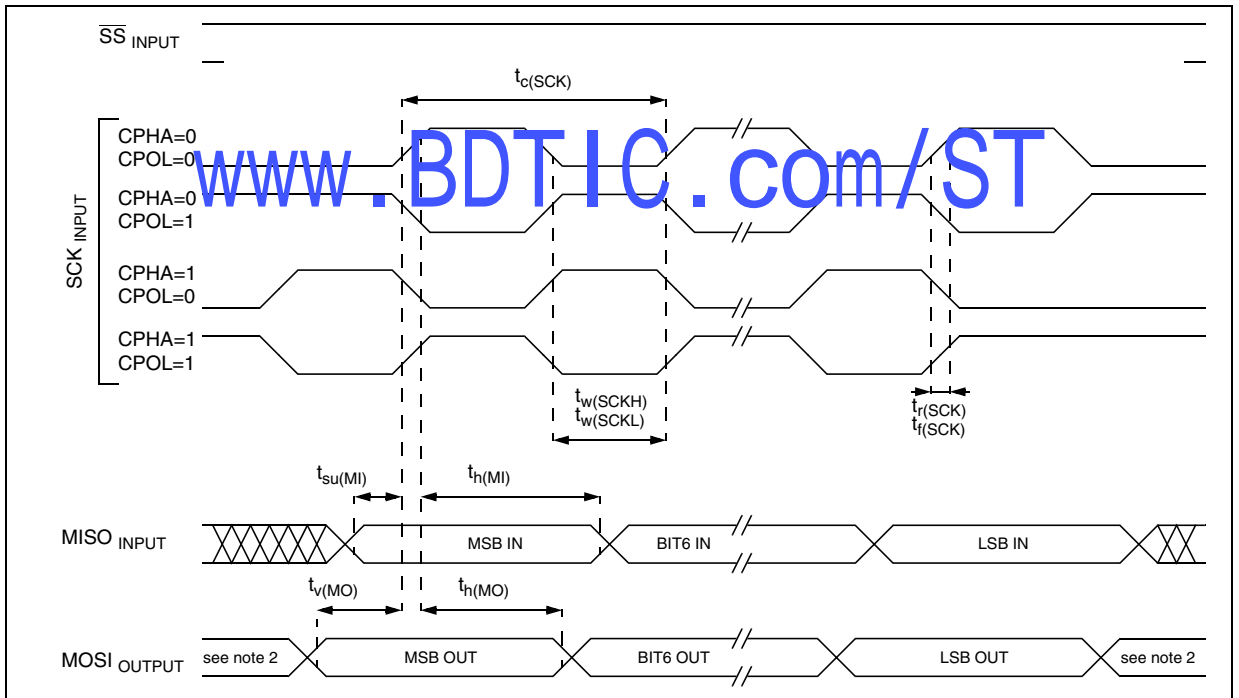 SS INPUT
tc(SCK)
SCK INPUT
CPHA=0
CPOL=0
www.BDTIC.com/ST
CPHA=0
CPOL=1
CPHA=1
CPOL=0
CPHA=1
CPOL=1
tw(SCKH)
tw(SCKL)
tr(SCK)
tf(SCK)
tsu(MI)
th(MI)
MISO INPUT
MSB IN
BIT6 IN
LSB IN
tv(MO)
th(MO)
MOSI OUTPUT
see note 2
MSB OUT
BIT6 OUT
LSB OUT
see note 2